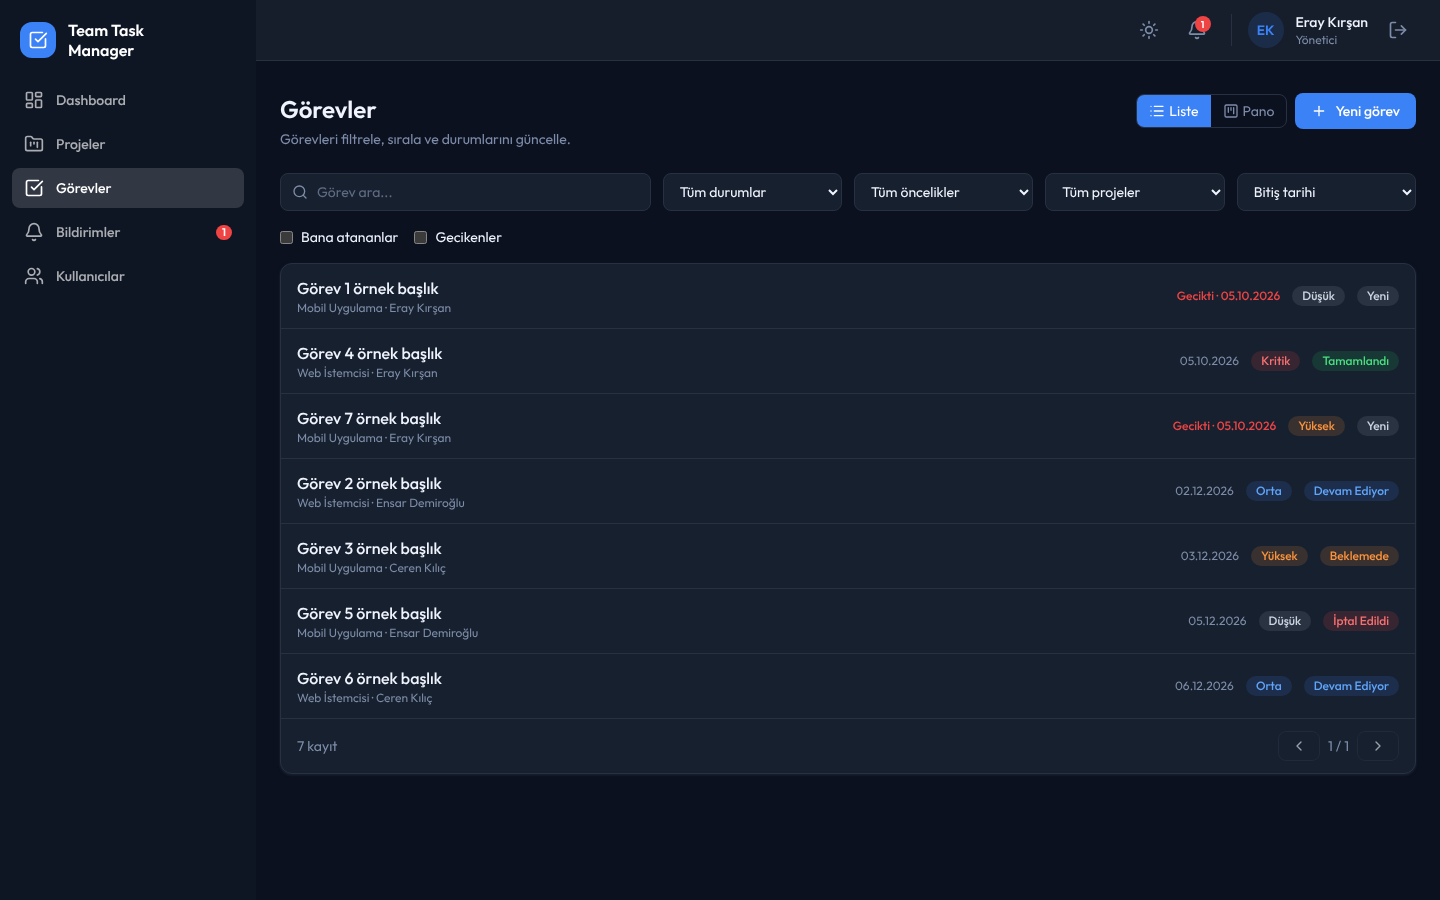 Team Task
Manager
Dashboard
Projeler
Görevler
Bildirimler 1
Kullanıcılar
1
EK
Eray Kırşan
Yönetici
Görevler
Görevleri filtrele, sırala ve durumlarını güncelle.
Liste
Pano
Yeni görev
Görev ara...
Tüm durumlar
Tüm öncelikler
Tüm projeler
Bitiş tarihi
Bana atananlar
Gecikenler
Görev 1 örnek başlık
Mobil Uygulama · Eray Kırşan
Gecikti · 05.10.2026 Düşük Yeni
Görev 4 örnek başlık
Web İstemcisi · Eray Kırşan
05.10.2026 Kritik Tamamlandı
Görev 7 örnek başlık
Mobil Uygulama · Eray Kırşan
Gecikti · 05.10.2026 Yüksek Yeni
Görev 2 örnek başlık
Web İstemcisi · Ensar Demiroğlu
02.12.2026 Orta Devam Ediyor
Görev 3 örnek başlık
Mobil Uygulama · Ceren Kılıç
03.12.2026 Yüksek Beklemede
Görev 5 örnek başlık
Mobil Uygulama · Ensar Demiroğlu
05.12.2026 Düşük İptal Edildi
Görev 6 örnek başlık
Web İstemcisi · Ceren Kılıç
06.12.2026 Orta Devam Ediyor
7 kayıt
1 / 1